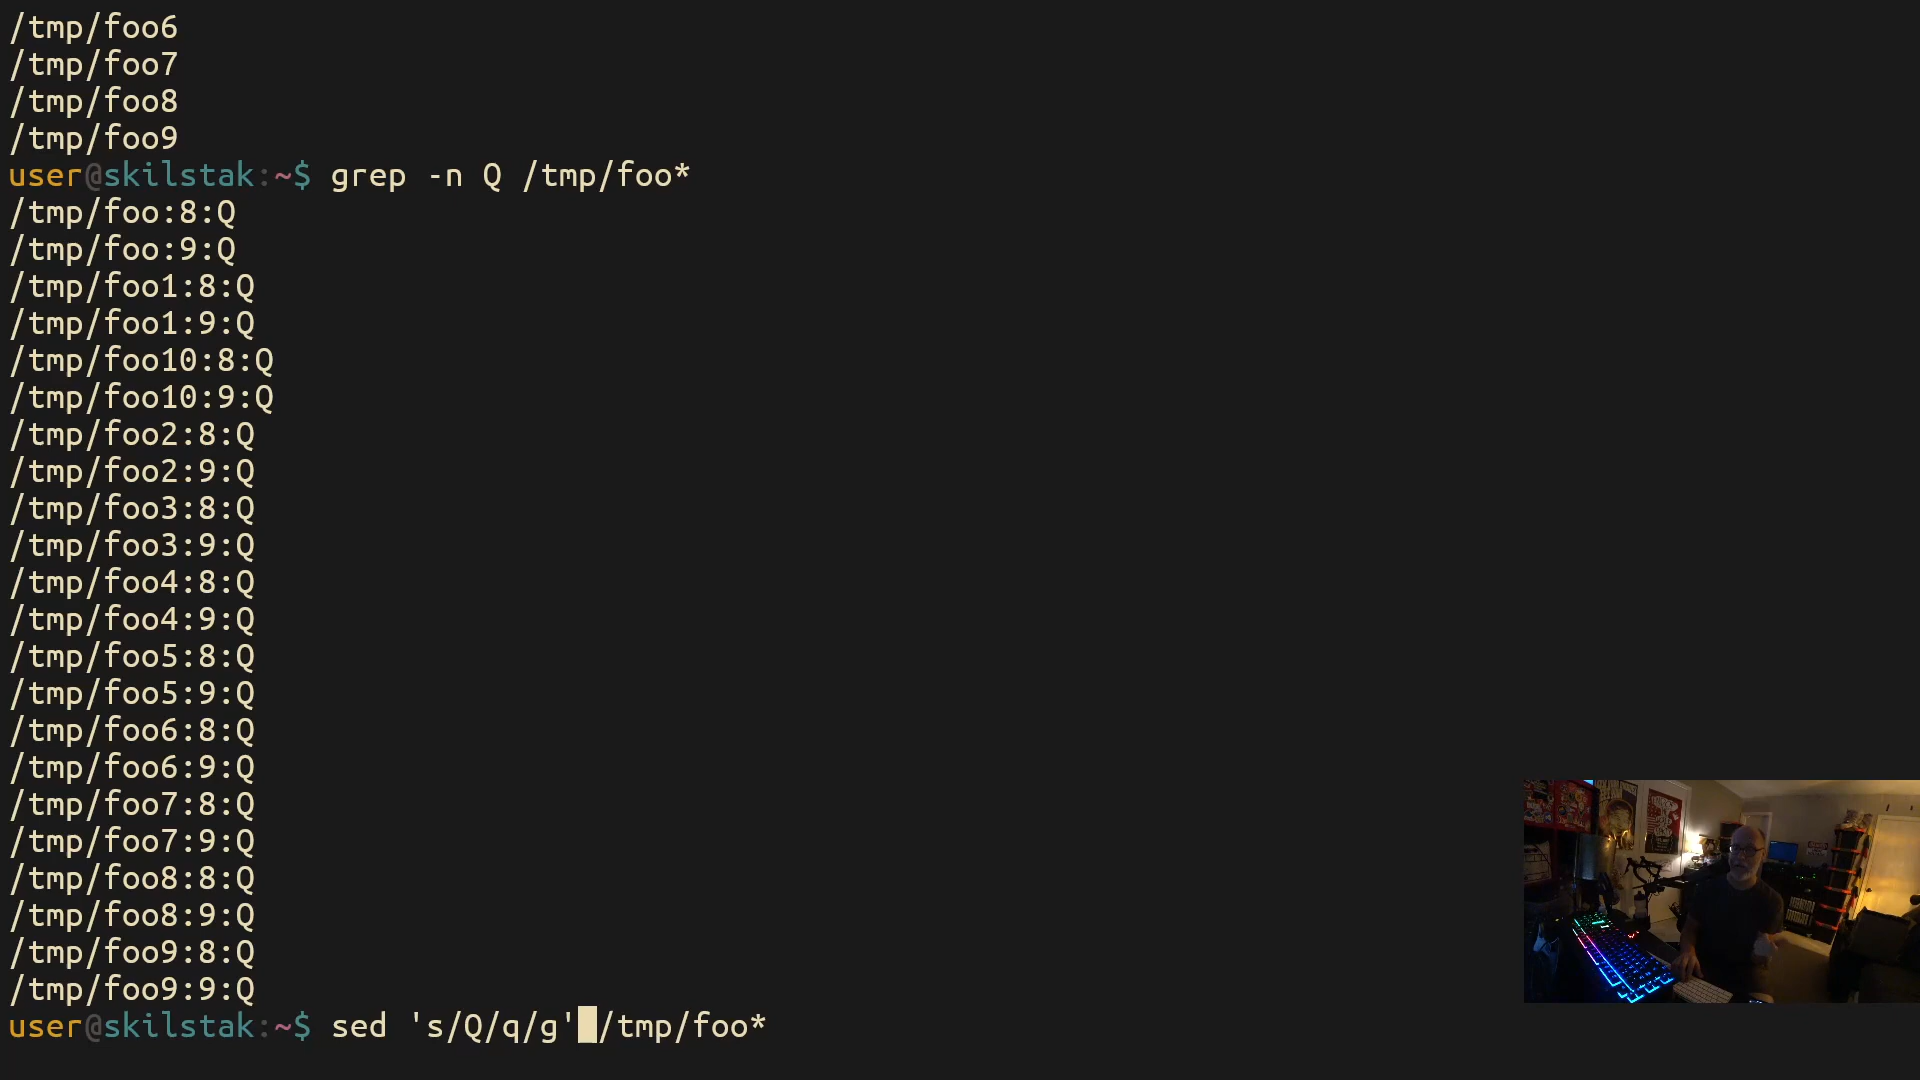 /tmp/foo6
/tmp/foo7
/tmp/foo8
/tmp/foo9
user@skilstak:~$ grep -n Q /tmp/foo*
/tmp/foo:8:Q
/tmp/foo:9:Q
/tmp/foo1:8:Q
/tmp/foo1:9:Q
/tmp/foo10:8:Q
/tmp/foo10:9:Q
/tmp/foo2:8:Q
/tmp/foo2:9:Q
/tmp/foo3:8:Q
/tmp/foo3:9:Q
/tmp/foo4:8:Q
/tmp/foo4:9:Q
/tmp/foo5:8:Q
/tmp/foo5:9:Q
/tmp/foo6:8:Q
/tmp/foo6:9:Q
/tmp/foo7:8:Q
/tmp/foo7:9:Q
/tmp/foo8:8:Q
/tmp/foo8:9:Q
/tmp/foo9:8:Q
/tmp/foo9:9:Q
user@skilstak:~$ sed 's/Q/q/g' /tmp/foo*